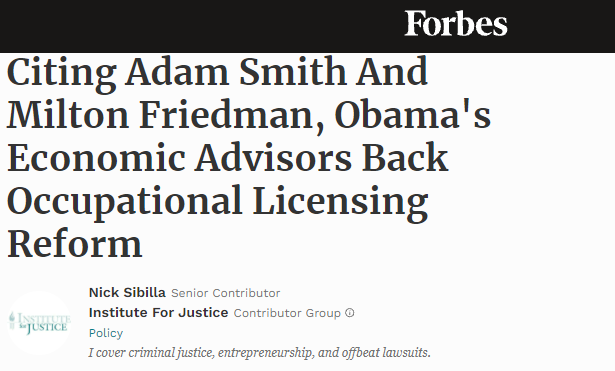 Forbes
Citing Adam Smith And
Milton Friedman, Obama's
Economic Advisors Back
Occupational Licensing
Reform
Nick Sibilla Senior Contributor
INSTITUTE
for JUSTICE
Institute For Justice Contributor Group ⓘ
Policy
I cover criminal justice, entrepreneurship, and offbeat lawsuits.